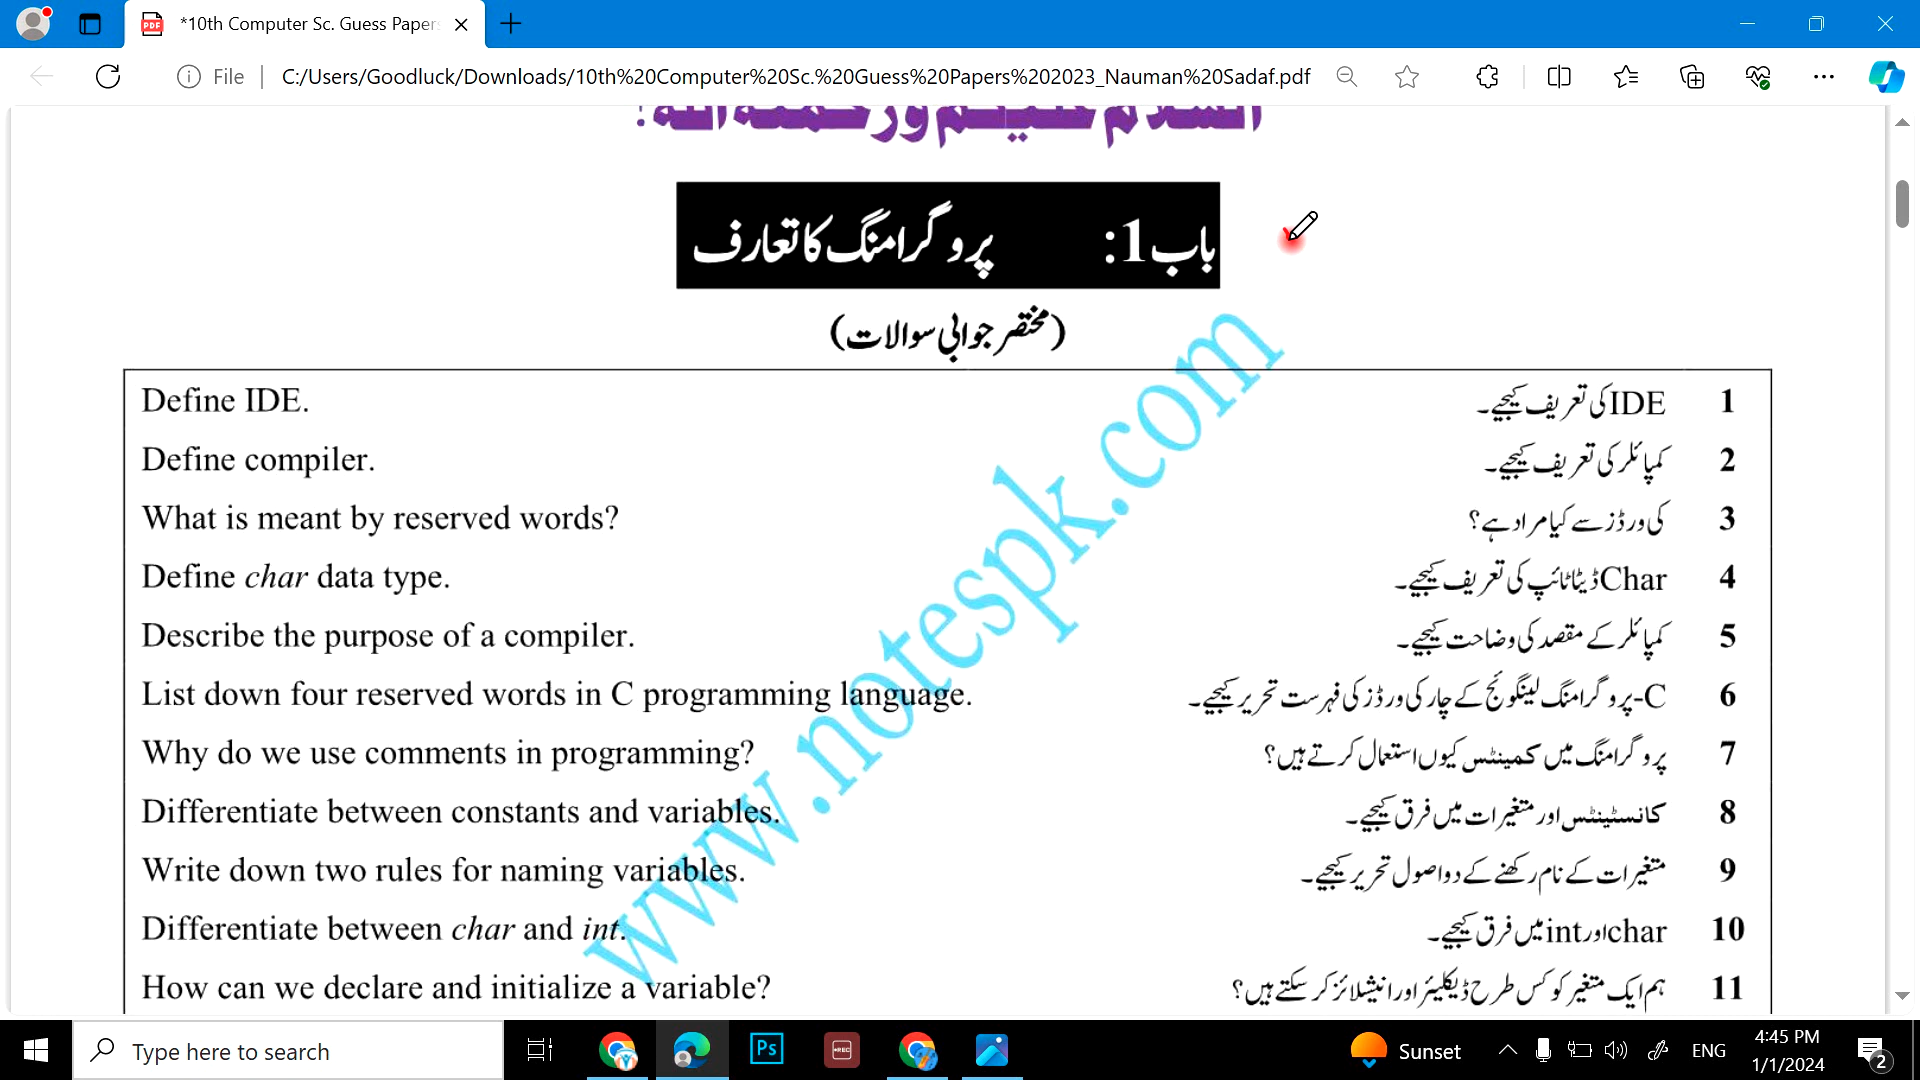 *10th Computer Sc. Guess Papers
File
C:/Users/Goodluck/Downloads/10th%20Computer%20Sc.%20Guess%20Papers%202023_Nauman%20Sadaf.pdf
السلام علیکم ورحمتہ اللہ!
باب 1: پروگرامنگ کا تعارف
(مختصر جوابی سوالات)
Define IDE. IDE کی تعریف کیجیے۔ 1
Define compiler. کمپائلر کی تعریف کیجیے۔ 2
What is meant by reserved words? کی ورڈز سے کیا مراد ہے؟ 3
Define char data type. Char ڈیٹا ٹائپ کی تعریف کیجیے۔ 4
Describe the purpose of a compiler. کمپائلر کے مقصد کی وضاحت کیجیے۔ 5
List down four reserved words in C programming language. C-پروگرامنگ لینگوئج کے چار کی ورڈز کی فہرست تحریر کیجیے۔ 6
Why do we use comments in programming? پروگرامنگ میں کمینٹس کیوں استعمال کرتے ہیں؟ 7
Differentiate between constants and variables. کانسٹینٹس اور متغیرات میں فرق کیجیے۔ 8
Write down two rules for naming variables. متغیرات کے نام رکھنے کے دو اصول تحریر کیجیے۔ 9
Differentiate between char and int. char اور int میں فرق کیجیے۔ 10
How can we declare and initialize a variable? ہم ایک متغیر کو کس طرح ڈیکلیئر اور انیشلائز کر سکتے ہیں؟ 11
www.notespk.com
Type here to search
Ps
REC
Sunset
ENG
4:45 PM
1/1/2024
2